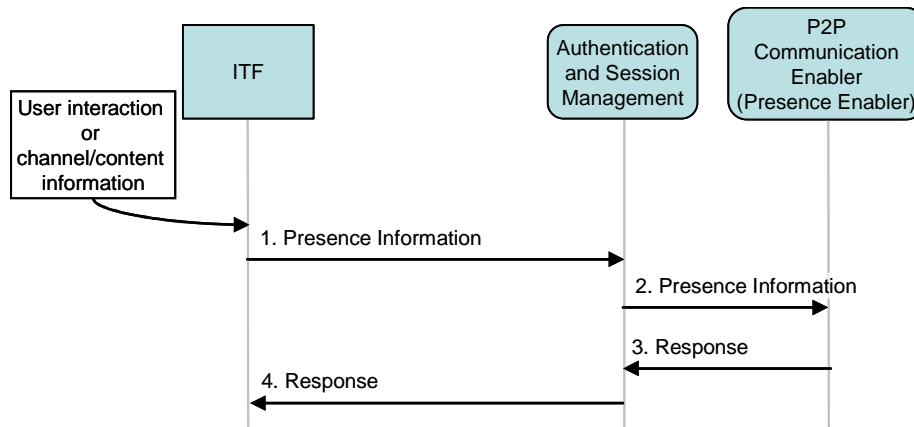 ITF
Authentication
and Session
Management
P2P
Communication
Enabler
(Presence Enabler)
User interaction
or
channel/content
information
1. Presence Information
2. Presence Information
3. Response
4. Response